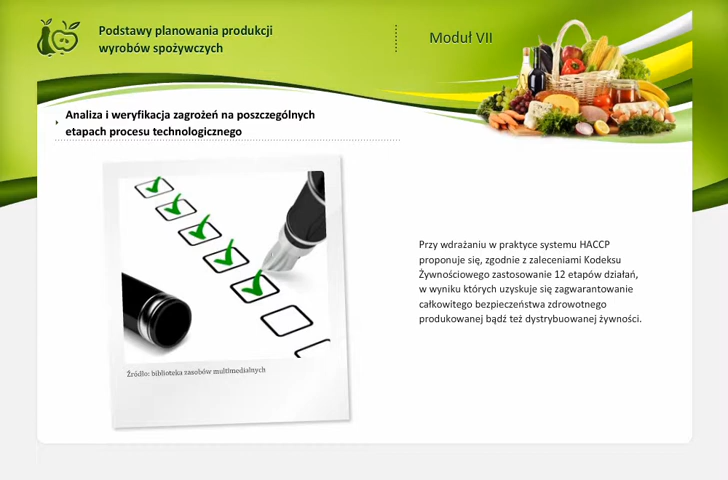 Podstawy planowania produkcji
wyrobów spożywczych
Moduł VII
Analiza i weryfikacja zagrożeń na poszczególnych
etapach procesu technologicznego
Przy wdrażaniu w praktyce systemu HACCP
proponuje się, zgodnie z zaleceniami Kodeksu
Żywnościowego zastosowanie 12 etapów działań,
w wyniku których uzyskuje się zagwarantowanie
całkowitego bezpieczeństwa zdrowotnego
produkowanej bądź też dystrybuowanej żywności.
Źródło: biblioteka zasobów multimedialnych